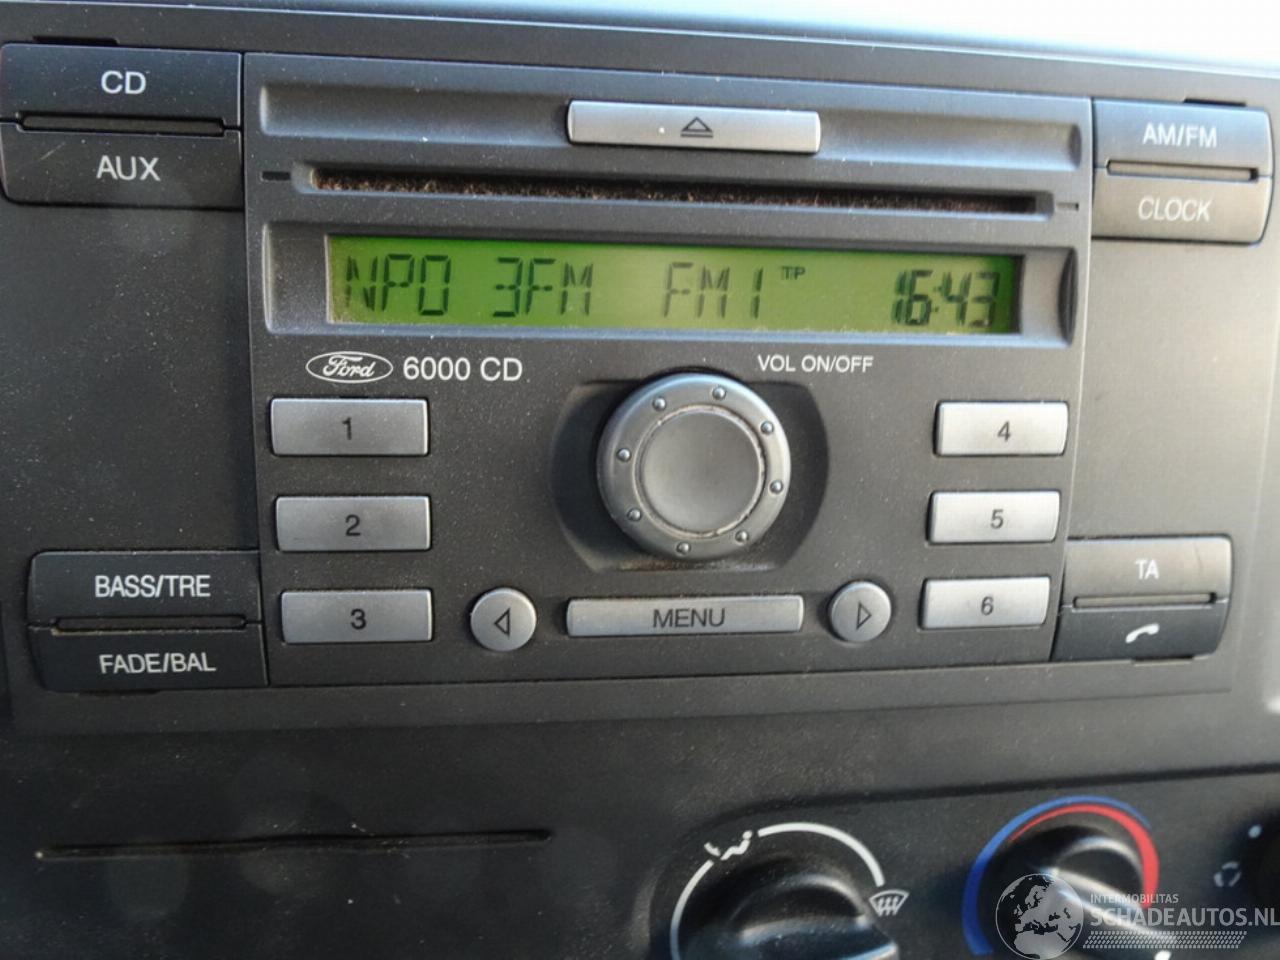 CD
AUX
AM/FM
CLOCK
NPO 3FM FM1 TP 16:43
Ford 6000 CD
VOL ON/OFF
1
4
2
5
BASS/TRE
TA
3
MENU
6
FADE/BAL
INTERMOBILITAS
SCHADEAUTOS.NL